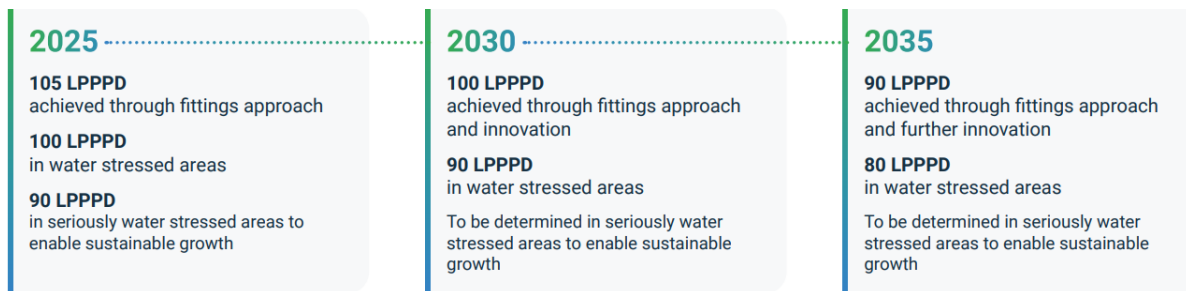 2025
105 LPPPD
achieved through fittings approach
100 LPPPD
in water stressed areas
90 LPPPD
in seriously water stressed areas to
enable sustainable growth
2030
100 LPPPD
achieved through fittings approach
and innovation
90 LPPPD
in water stressed areas
To be determined in seriously water
stressed areas to enable sustainable
growth
2035
90 LPPPD
achieved through fittings approach
and further innovation
80 LPPPD
in water stressed areas
To be determined in seriously water
stressed areas to enable sustainable
growth